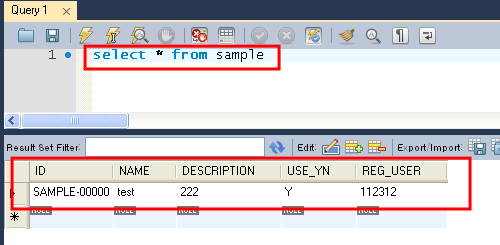 Query 1
1 select * from sample
Result Set Filter: Edit: Export/Import:
ID NAME DESCRIPTION USE_YN REG_USER
SAMPLE-00000 test 222 Y 112312
* NULL NULL NULL NULL NULL